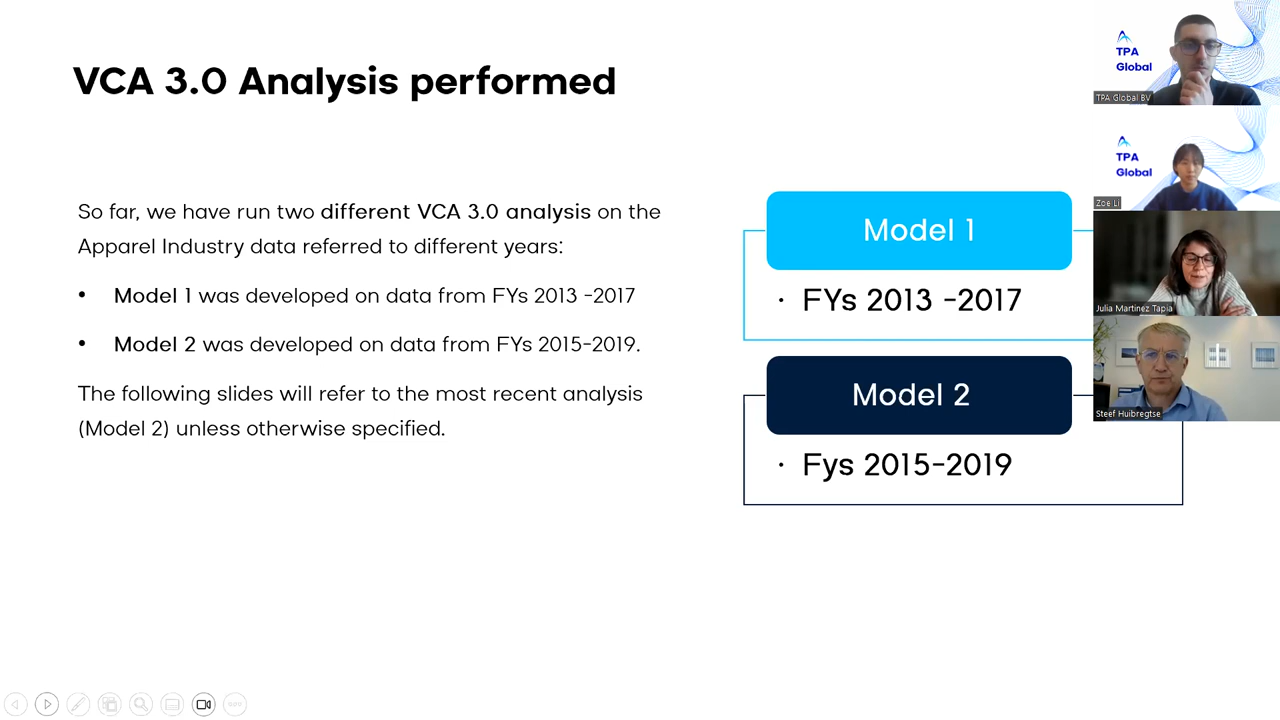 VCA 3.0 Analysis performed
So far, we have run two different VCA 3.0 analysis on the
Apparel Industry data referred to different years:
• Model 1 was developed on data from FYs 2013 -2017
• Model 2 was developed on data from FYs 2015-2019.
The following slides will refer to the most recent analysis
(Model 2) unless otherwise specified.
Model 1
• FYs 2013 -2017
Model 2
• Fys 2015-2019
TPA
Global
TPA Global BV
TPA
Global
Zoe Li
Julia Martinez Tapia
Steef Huibregtse